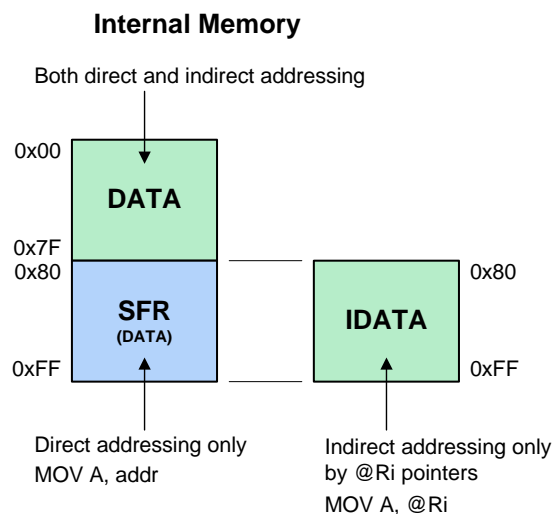 Internal Memory
Both direct and indirect addressing
0x00
DATA
0x7F
0x80
0x80
SFR
(DATA)
IDATA
0xFF
0xFF
Direct addressing only
MOV A, addr
Indirect addressing only
by @Ri pointers
MOV A, @Ri